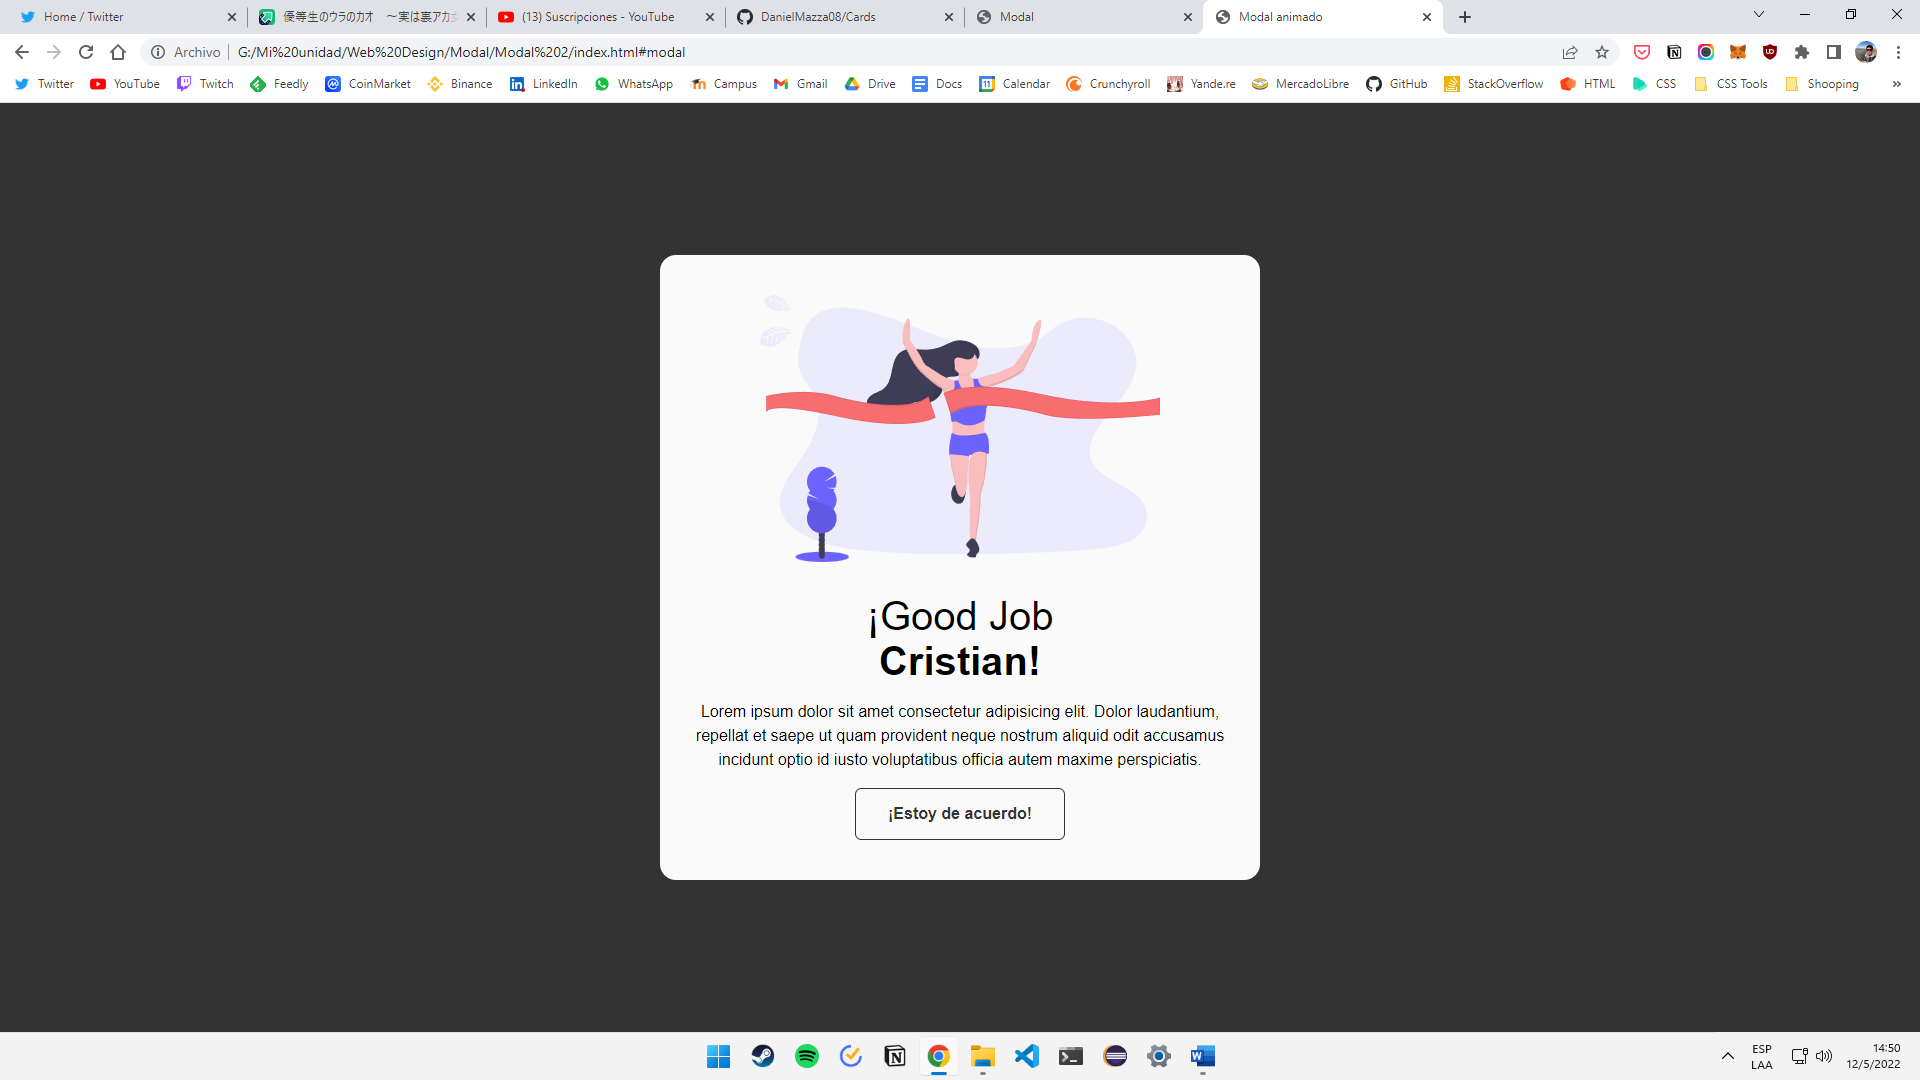 Home / Twitter
優等生のウラのカオ ～実は裏アカ
(13) Suscripciones - YouTube
DanielMazza08/Cards
Modal
Modal animado
Archivo
G:/Mi%20unidad/Web%20Design/Modal/Modal%202/index.html#modal
Twitter
YouTube
Twitch
Feedly
CoinMarket
Binance
LinkedIn
WhatsApp
Campus
Gmail
Drive
Docs
Calendar
Crunchyroll
Yande.re
MercadoLibre
GitHub
StackOverflow
HTML
CSS
CSS Tools
Shooping
¡Good Job
Cristian!
Lorem ipsum dolor sit amet consectetur adipisicing elit. Dolor laudantium,
repellat et saepe ut quam provident neque nostrum aliquid odit accusamus
incidunt optio id iusto voluptatibus officia autem maxime perspiciatis.
¡Estoy de acuerdo!
ESP
LAA
14:50
12/5/2022